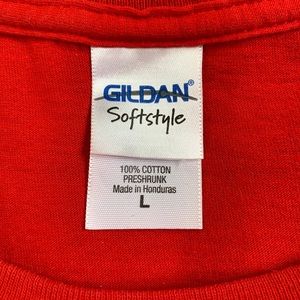 GILDAN®
Softstyle
100% COTTON
PRESHRUNK
Made in Honduras
L